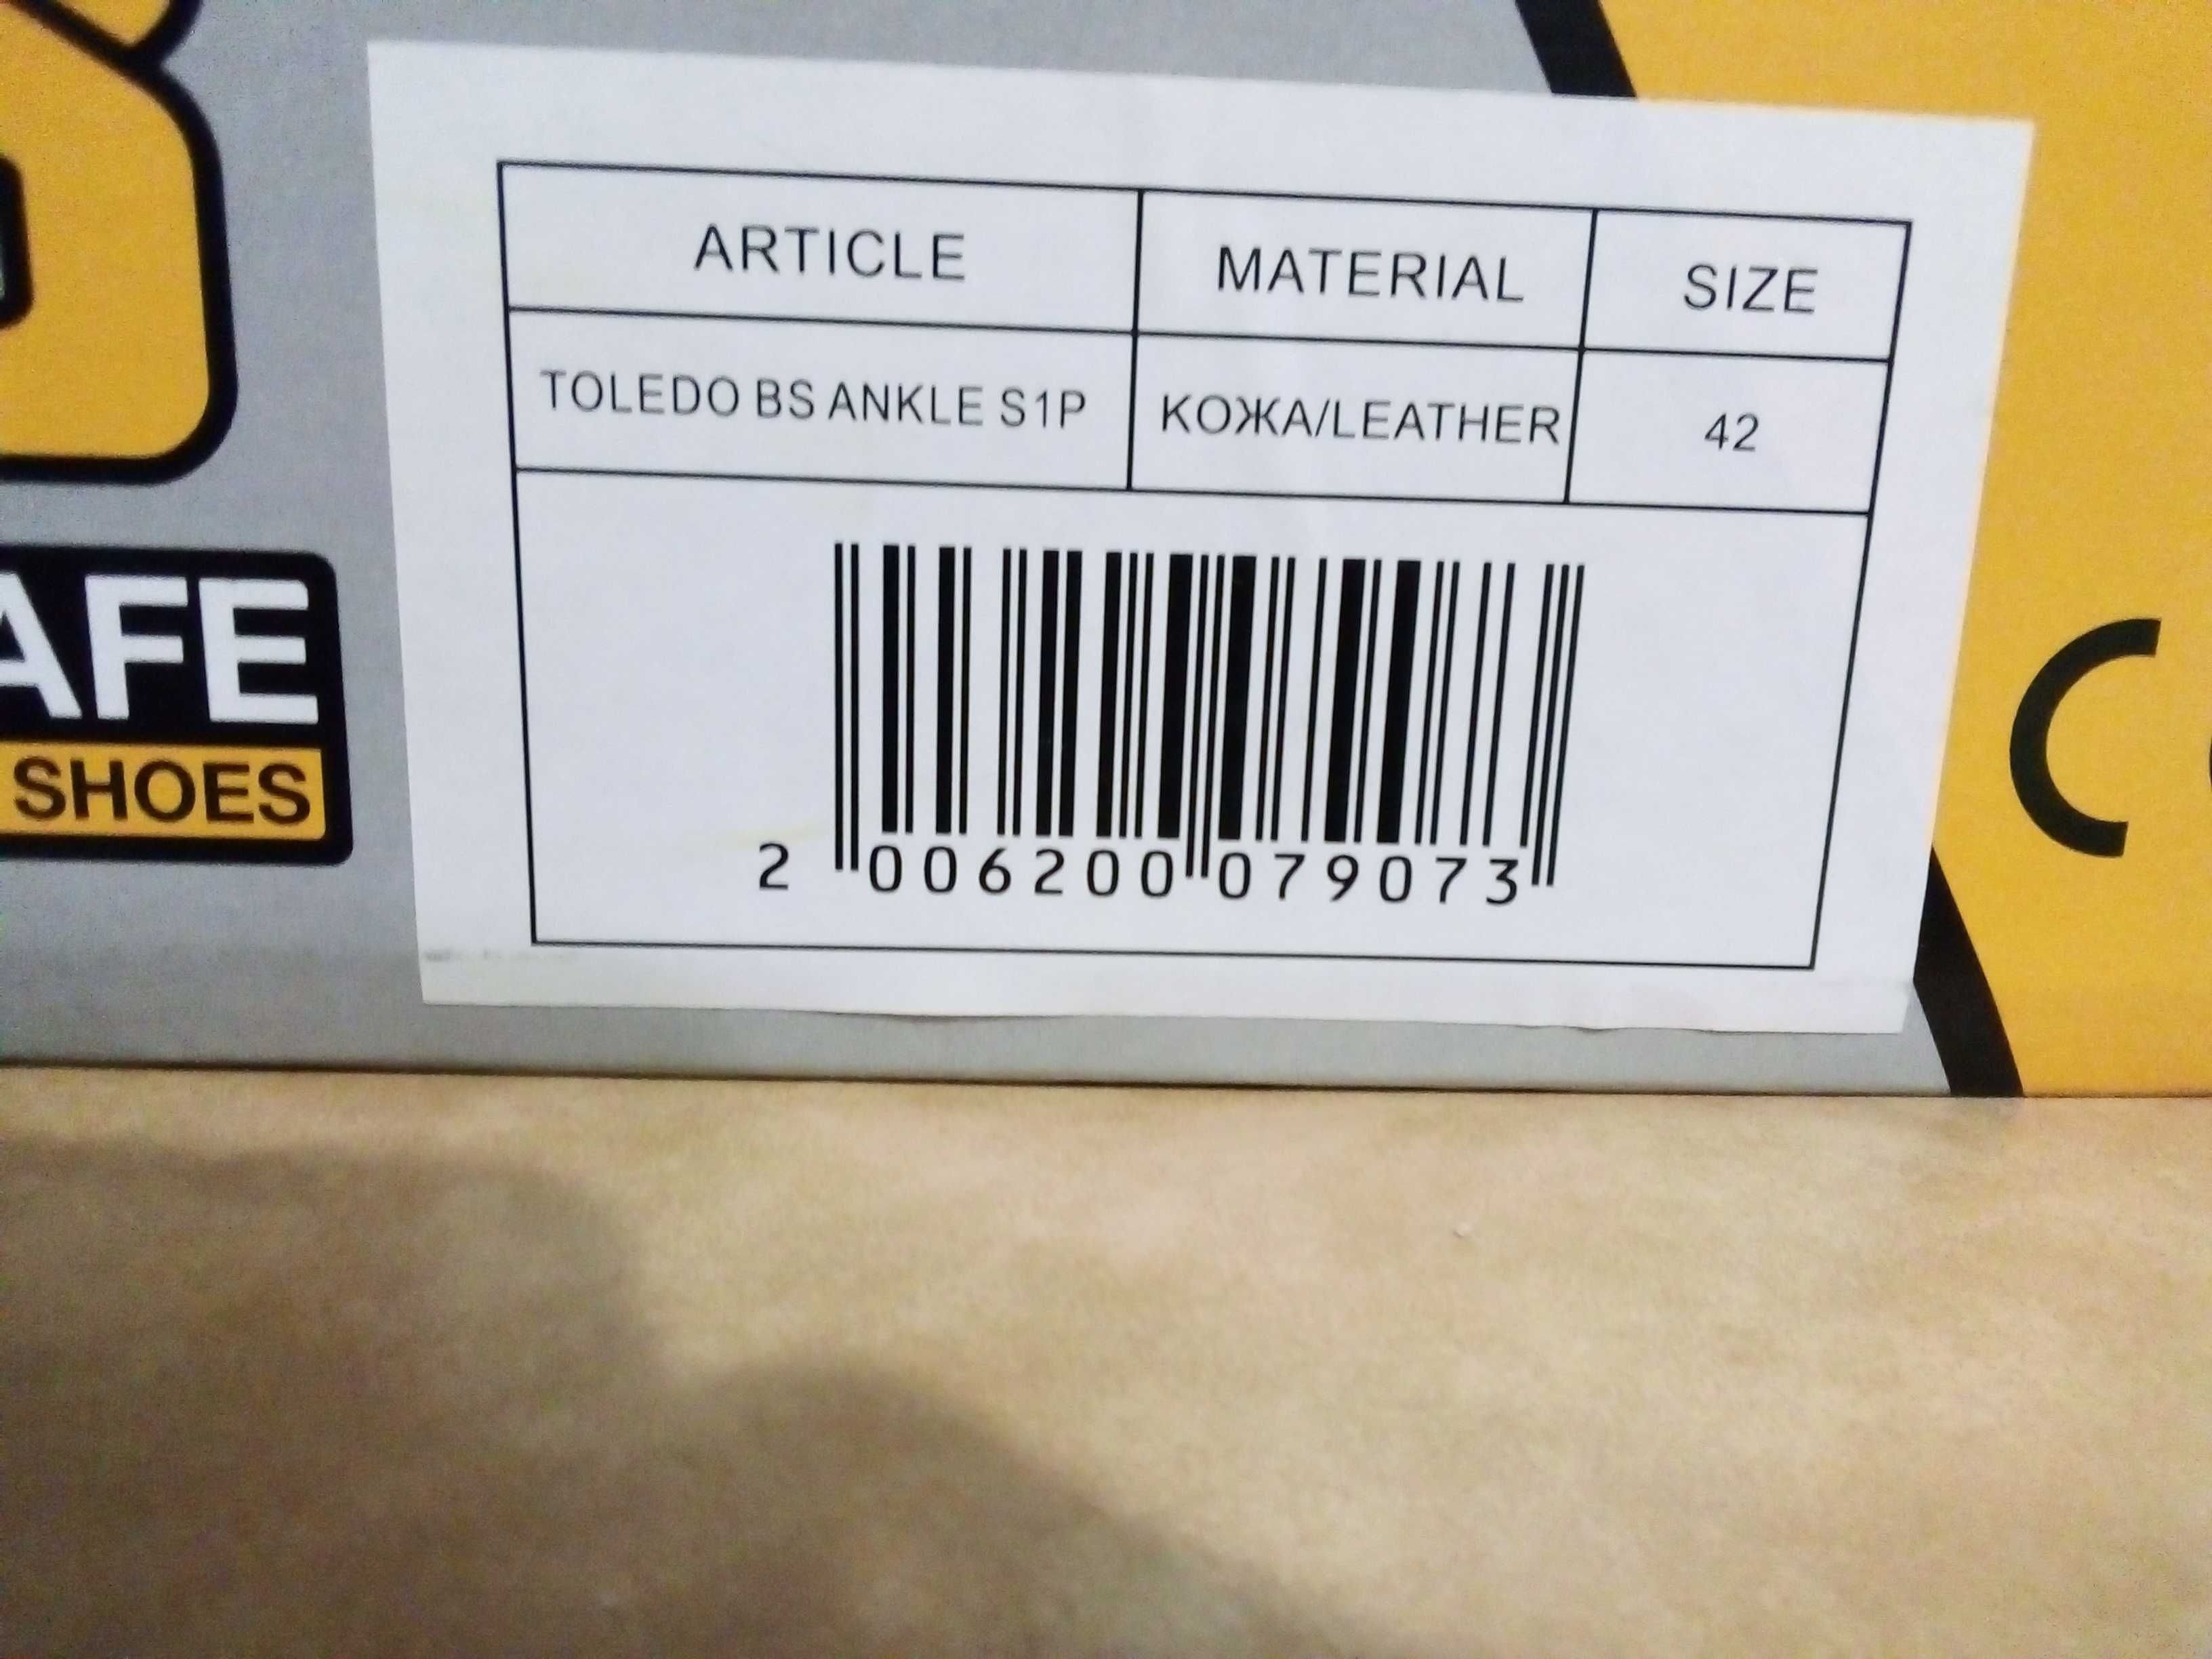 ARTICLE MATERIAL SIZE
TOLEDO BS ANKLE S1P КОЖА/LEATHER 42
AFE
SHOES
2 006200 079073